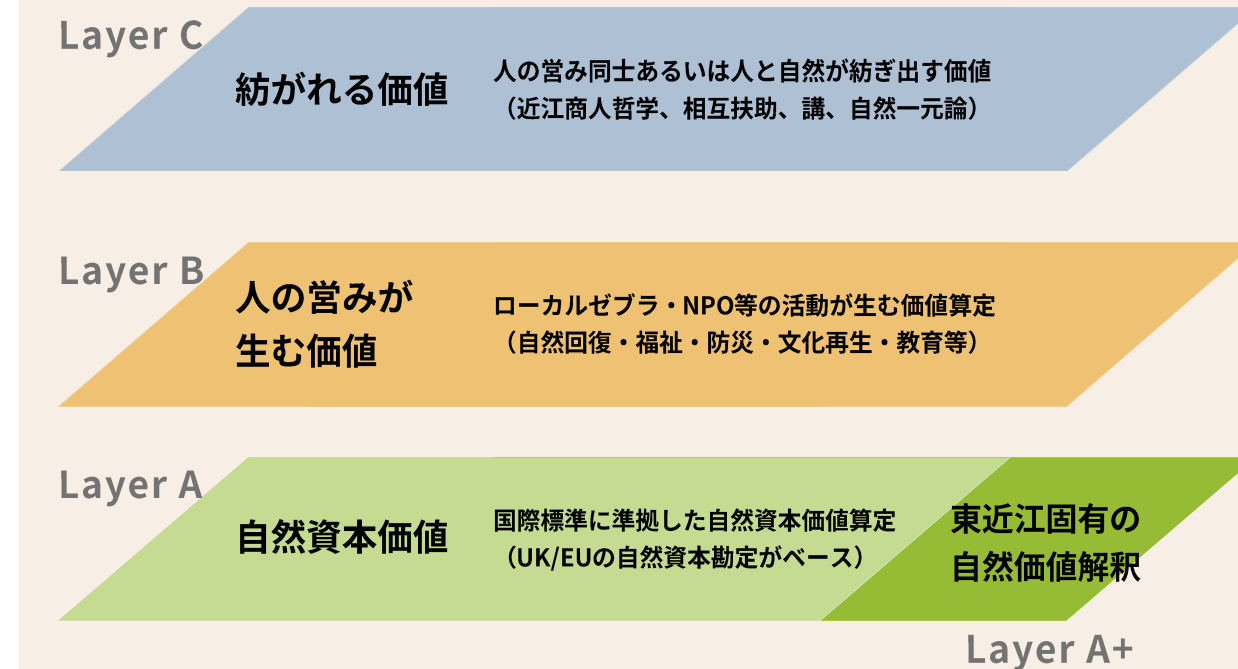 Layer C
紡がれる価値
人の営み同士あるいは人と自然が紡ぎ出す価値
（近江商人哲学、相互扶助、講、自然一元論）
Layer B
人の営みが
生む価値
ローカルゼブラ・NPO等の活動が生む価値算定
（自然回復・福祉・防災・文化再生・教育等）
Layer A
自然資本価値
国際標準に準拠した自然資本価値算定
（UK/EUの自然資本勘定がベース）
東近江固有の
自然価値解釈
Layer A+